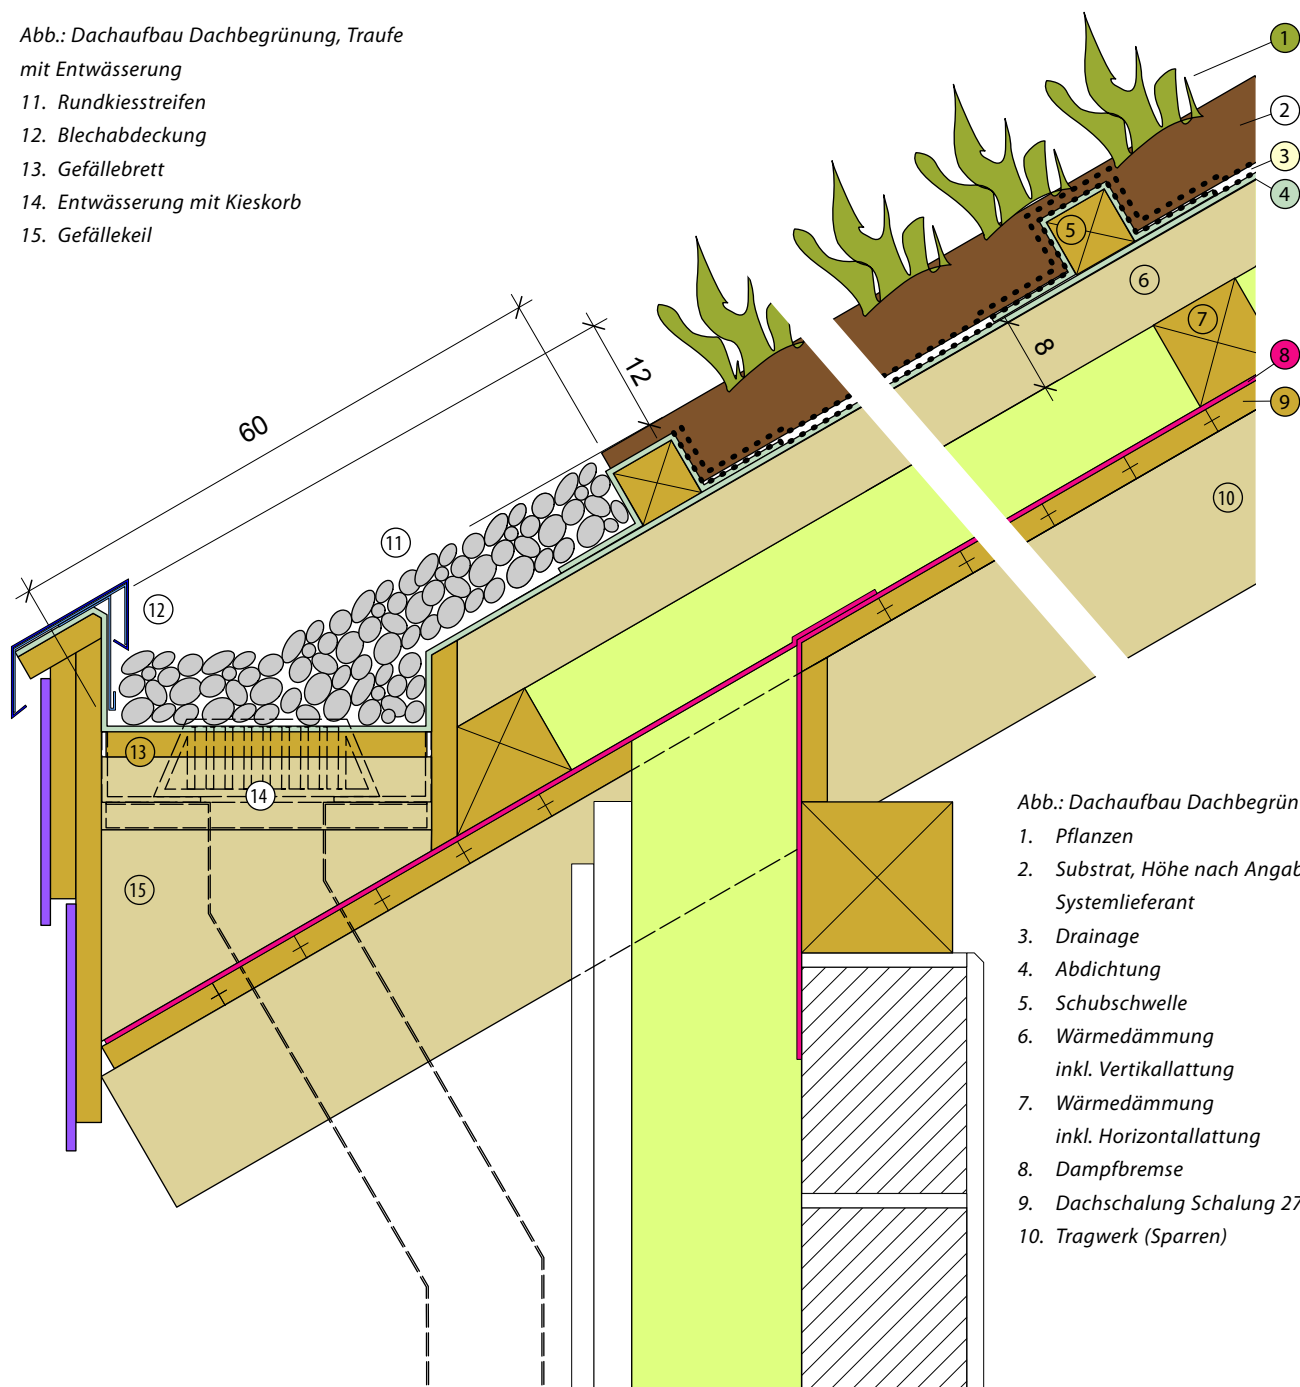 Abb.: Dachaufbau Dachbegrünung, Traufe
mit Entwässerung
11. Rundkiesstreifen
12. Blechabdeckung
13. Gefällebrett
14. Entwässerung mit Kieskorb
15. Gefällekeil
1
2
3
4
5
6
7
8
8
9
10
12
60
11
12
13
14
15
Abb.: Dachaufbau Dachbegrün
1. Pflanzen
2. Substrat, Höhe nach Angab
Systemlieferant
3. Drainage
4. Abdichtung
5. Schubschwelle
6. Wärmedämmung
inkl. Vertikallattung
7. Wärmedämmung
inkl. Horizontallattung
8. Dampfbremse
9. Dachschalung Schalung 27
10. Tragwerk (Sparren)